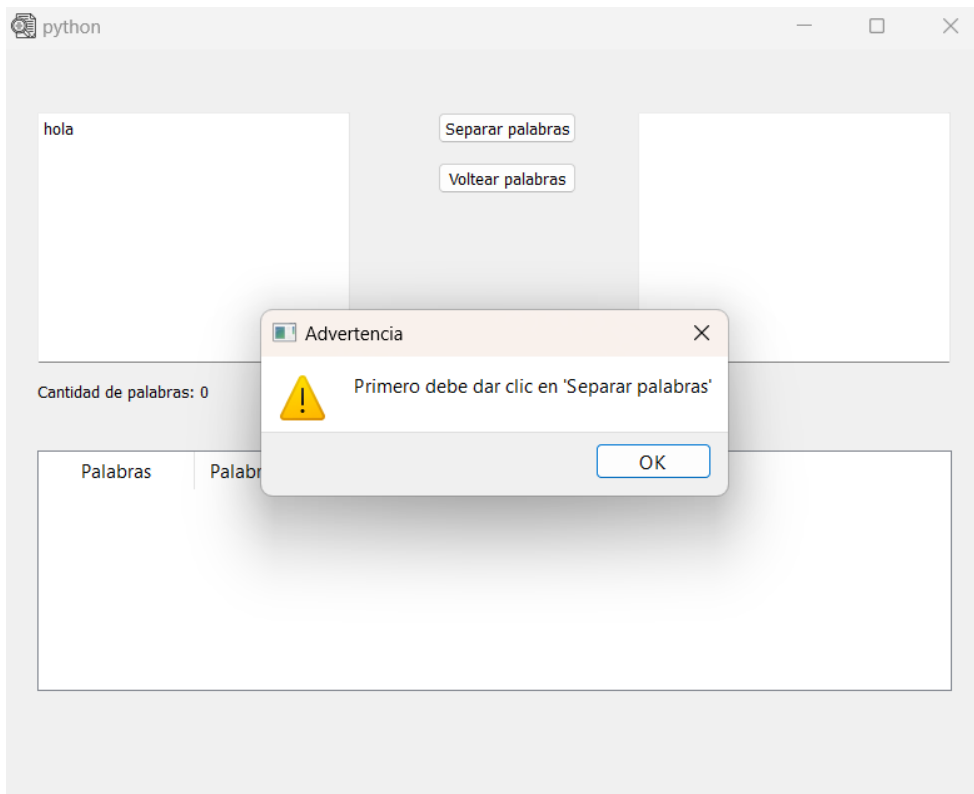 python
hola
Separar palabras
Voltear palabras
Advertencia
Primero debe dar clic en 'Separar palabras'
OK
Cantidad de palabras: 0
Palabras